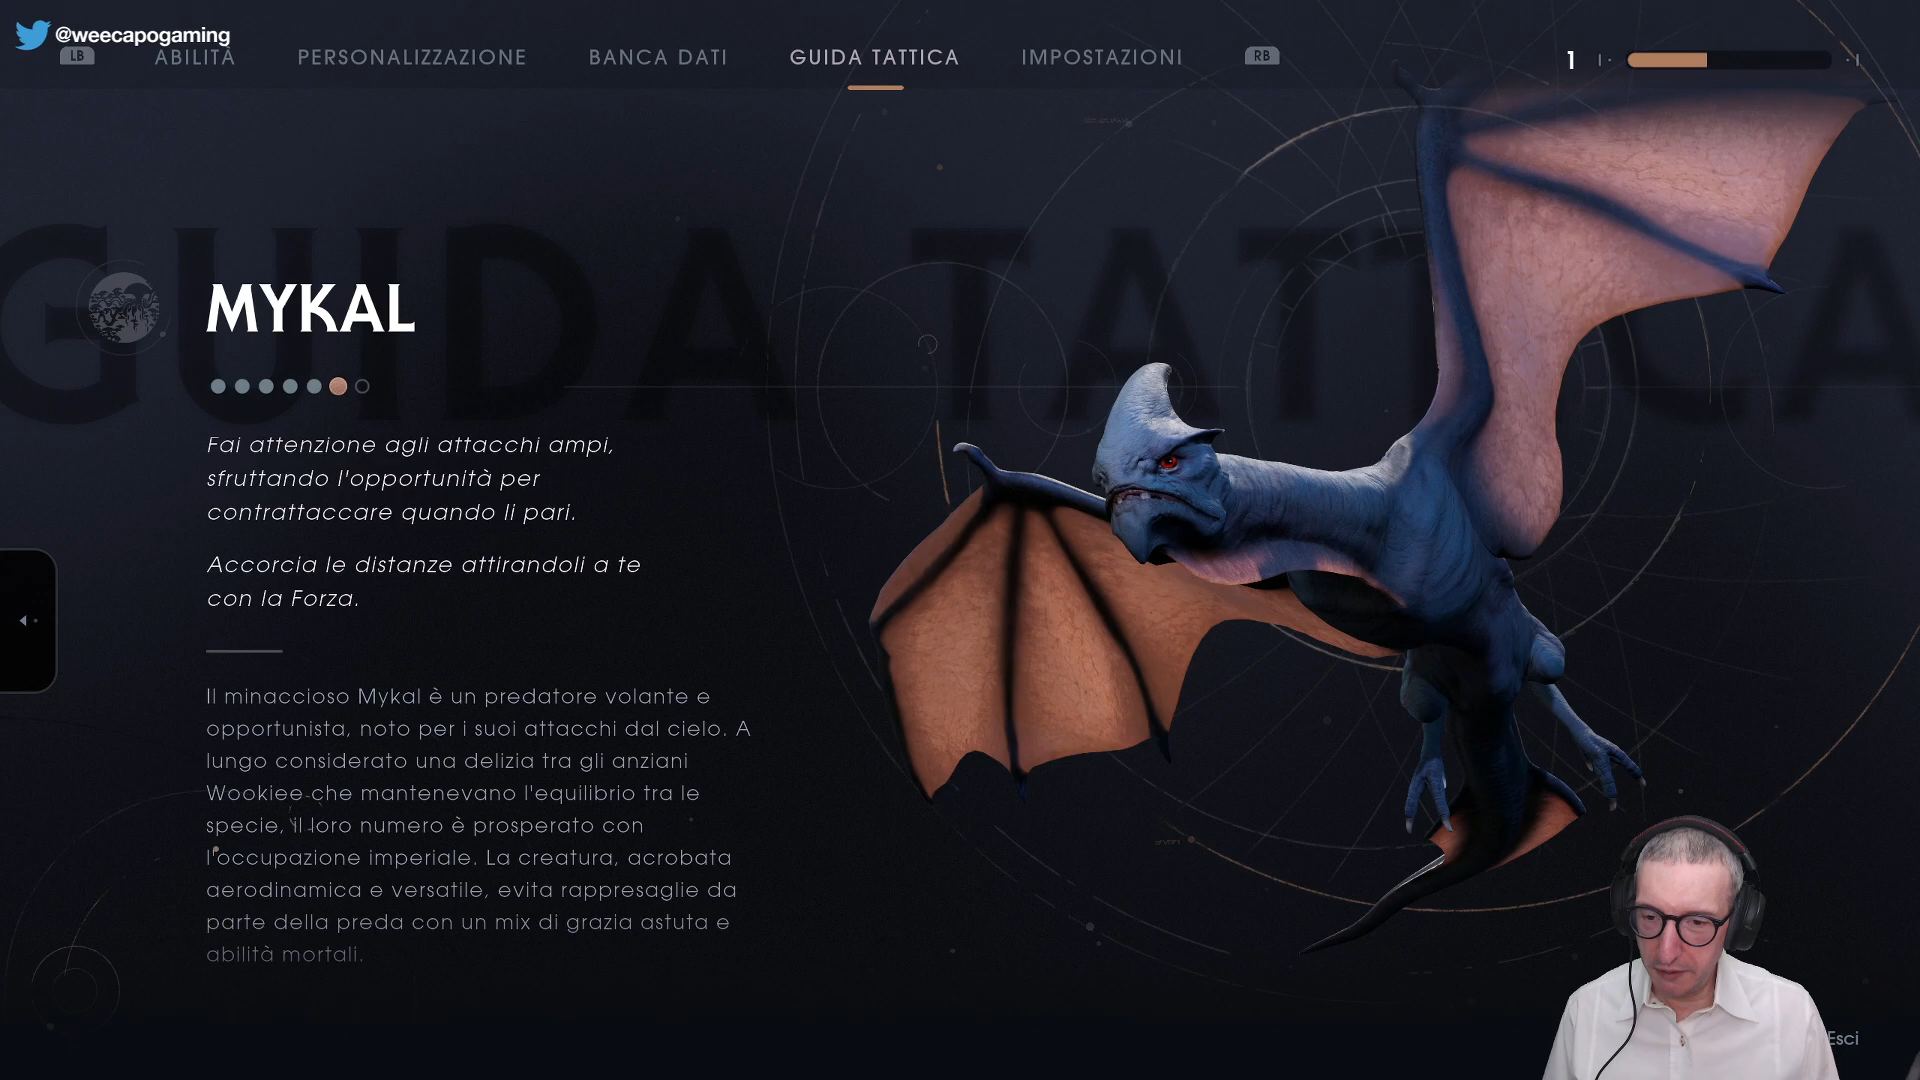 @weecapogaming
LB ABILITÀ PERSONALIZZAZIONE BANCA DATI GUIDA TATTICA IMPOSTAZIONI RB 1
GUIDA TATTICA
MYKAL
Fai attenzione agli attacchi ampi,
sfruttando l'opportunità per
contrattaccare quando li pari.
Accorcia le distanze attirandoli a te
con la Forza.
Il minaccioso Mykal è un predatore volante e
opportunista, noto per i suoi attacchi dal cielo. A
lungo considerato una delizia tra gli anziani
Wookiee che mantenevano l'equilibrio tra le
specie, il loro numero è prosperato con
l'occupazione imperiale. La creatura, acrobata
aerodinamica e versatile, evita rappresaglie da
parte della preda con un mix di grazia astuta e
abilità mortali.
Esci